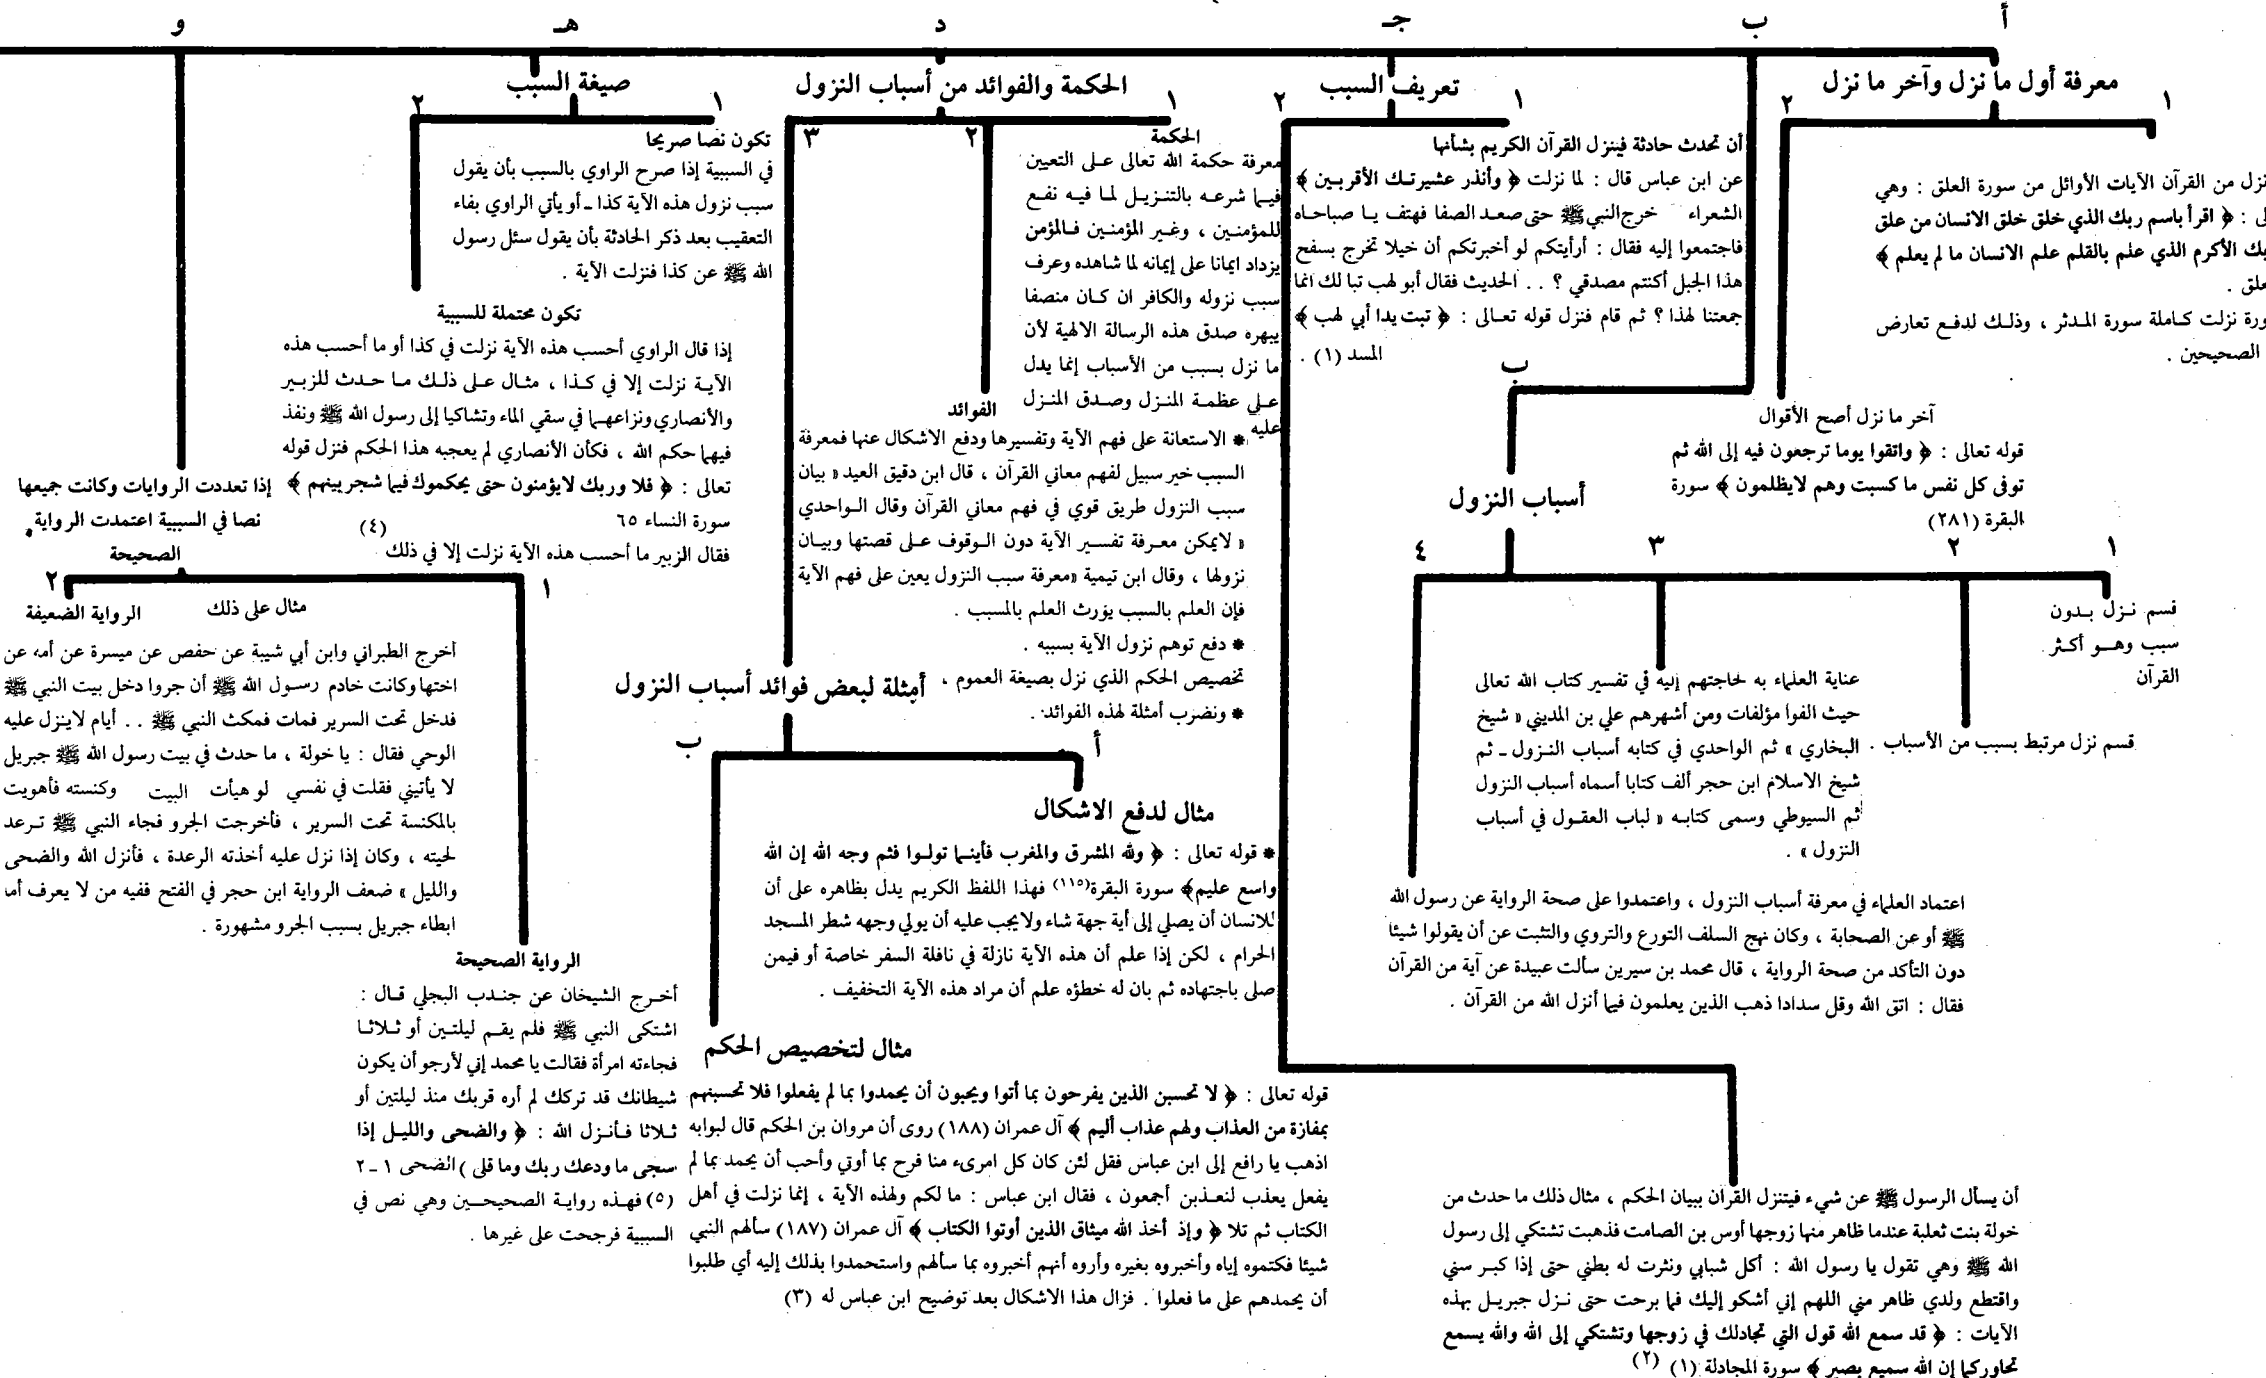 أ
ب
جـ
د
هـ
و
معرفة أول ما نزل وآخر ما نزل
١
٢
نزل من القرآن الآيات الأوائل من سورة العلق : وهي
: ﴿ اقرأ باسم ربك الذي خلق خلق الانسان من علق
الأكرم الذي علم بالقلم علم الانسان ما لم يعلم ﴾
نزلت كاملة سورة المدثر ، وذلك لدفع تعارض
الصحيحين .
آخر ما نزل أصح الأقوال
قوله تعالى : ﴿ واتقوا يوما ترجعون فيه إلى الله ثم
توفى كل نفس ما كسبت وهم لايظلمون ﴾ سورة
البقرة (٢٨١)
ب
أسباب النزول
١
٢
٣
٤
قسم نزل بدون
سبب وهو أكثر
القرآن
قسم نزل مرتبط بسبب من الأسباب .
عناية العلماء به لحاجتهم إليه في تفسير كتاب الله تعالى
حيث الفوا مؤلفات ومن أشهرهم علي بن المديني « شيخ
البخاري » ثم الواحدي في كتابه أسباب النزول ـ ثم
شيخ الاسلام ابن حجر ألف كتابا أسماه أسباب النزول
ثم السيوطي وسمى كتابه « لباب العقول في أسباب
النزول » .
اعتماد العلماء في معرفة أسباب النزول ، واعتمدوا على صحة الرواية عن رسول الله
ﷺ أو عن الصحابة ، وكان نهج السلف التورع والتروي والتثبت عن أن يقولوا شيئا
دون التأكد من صحة الرواية ، قال محمد بن سيرين سألت عبيدة عن آية من القرآن
فقال : اتق الله وقل سدادا ذهب الذين يعلمون فيما أنزل الله من القرآن .
تعريف السبب
١
٢
أن تحدث حادثة فينزل القرآن الكريم بشأنها
عن ابن عباس قال : لما نزلت ﴿ وأنذر عشيرتك الأقربين ﴾
الشعراء خرج النبي ﷺ حتى صعد الصفا فهتف يا صباحاه
فاجتمعوا إليه فقال : أرأيتكم لو أخبرتكم أن خيلا تخرج بسفح
هذا الجبل أكنتم مصدقي ؟ . . الحديث فقال أبو لهب تبا لك انما
جمعتنا لهذا ؟ ثم قام فنزل قوله تعالى : ﴿ تبت يدا أبي لهب ﴾
المسد (١) .
أن يسأل الرسول ﷺ عن شيء فيتنزل القرآن ببيان الحكم ، مثال ذلك ما حدث من
خولة بنت ثعلبة عندما ظاهر منها زوجها أوس بن الصامت فذهبت تشتكي إلى رسول
الله ﷺ وهي تقول يا رسول الله : أكل شبابي ونثرت له بطني حتى إذا كبر سني
واقتطع ولدي ظاهر مني اللهم إني أشكو إليك فما برحت حتى نزل جبريل بهذه
الآيات : ﴿ قد سمع الله قول التي تجادلك في زوجها وتشتكي إلى الله والله يسمع
تحاوركما إن الله سميع بصير ﴾ سورة المجادلة (١) (٢)
الحكمة والفوائد من أسباب النزول
١
٢
٣
الحكمة
معرفة حكمة الله تعالى على التعيين
فيما شرعه بالتنزيل لما فيه نفع
للمؤمنين ، وغير المؤمنين فالمؤمن
يزداد ايمانا على إيمانه لما شاهده وعرف
سبب نزوله والكافر ان كان منصفا
يبهره صدق هذه الرسالة الالهية لأن
ما نزل بسبب من الأسباب إنما يدل
على عظمة المنزل وصدق المنزل
عليه
الفوائد
* الاستعانة على فهم الآية وتفسيرها ودفع الاشكال عنها فمعرفة
السبب خير سبيل لفهم معاني القرآن ، قال ابن دقيق العيد « بيان
سبب النزول طريق قوي في فهم معاني القرآن وقال الواحدي
« لايمكن معرفة تفسير الآية دون الوقوف على قصتها وبيان
نزولها ، وقال ابن تيمية «معرفة سبب النزول يعين على فهم الآية
فإن العلم بالسبب يورث العلم بالمسبب .
* دفع توهم نزول الآية بسببه .
تخصيص الحكم الذي نزل بصيغة العموم ،
* ونضرب أمثلة لهذه الفوائد .
أمثلة لبعض فوائد أسباب النزول
أ
ب
مثال لدفع الاشكال
* قوله تعالى : ﴿ ولله المشرق والمغرب فأينما تولوا فثم وجه الله إن الله
واسع عليم﴾ سورة البقرة(١١٥) فهذا اللفظ الكريم يدل بظاهره على أن
للانسان أن يصلي إلى أية جهة شاء ولايجب عليه أن يولي وجهه شطر المسجد
الحرام ، لكن إذا علم أن هذه الآية نازلة في نافلة السفر خاصة أو فيمن
صلى باجتهاده ثم بان له خطؤه علم أن مراد هذه الآية التخفيف .
مثال لتخصيص الحكم
قوله تعالى : ﴿ لا تحسبن الذين يفرحون بما أتوا ويحبون أن يحمدوا بما لم يفعلوا فلا تحسبنهم
بمفازة من العذاب ولهم عذاب أليم ﴾ آل عمران (١٨٨) روى أن مروان بن الحكم قال لبوابه
اذهب يا رافع إلى ابن عباس فقل لئن كان كل امرىء منا فرح بما أوتي وأحب أن يحمد بما لم
يفعل يعذب لنعذبن أجمعون ، فقال ابن عباس : ما لكم ولهذه الآية ، إنما نزلت في أهل
الكتاب ثم تلا ﴿ وإذ أخذ الله ميثاق الذين أوتوا الكتاب ﴾ آل عمران (١٨٧) سألهم النبي
شيئا فكتموه إياه وأخبروه بغيره وأروه أنهم أخبروه بما سألهم واستحمدوا بذلك إليه أي طلبوا
أن يحمدهم على ما فعلوا . فزال هذا الاشكال بعد توضيح ابن عباس له (٣)
صيغة السبب
١
٢
تكون نصا صريحا
في السببية إذا صرح الراوي بالسبب بأن يقول
سبب نزول هذه الآية كذا ـ أو يأتي الراوي بفاء
التعقيب بعد ذكر الحادثة بأن يقول سئل رسول
الله ﷺ عن كذا فنزلت الآية .
تكون محتملة للسببية
إذا قال الراوي أحسب هذه الآية نزلت في كذا أو ما أحسب هذه
الآية نزلت إلا في كذا ، مثال على ذلك ما حدث للزبير
والأنصاري ونزاعهما في سقي الماء وتشاكيا إلى رسول الله ﷺ ونفذ
فيهما حكم الله ، فكأن الأنصاري لم يعجبه هذا الحكم فنزل قوله
تعالى : ﴿ فلا وربك لايؤمنون حتى يحكموك فيما شجر بينهم ﴾
سورة النساء ٦٥ (٤)
فقال الزبير ما أحسب هذه الآية نزلت إلا في ذلك
إذا تعددت الروايات وكانت جميعها
نصا في السببية اعتمدت الرواية
الصحيحة
١
٢
مثال على ذلك
الرواية الضعيفة
أخرج الطبراني وابن أبي شيبة عن حفص عن ميسرة عن أمه عن
اختها وكانت خادم رسول الله ﷺ أن جروا دخل بيت النبي ﷺ
فدخل تحت السرير فمات فمكث النبي ﷺ . . أيام لاينزل عليه
الوحي فقال : يا خولة ، ما حدث في بيت رسول الله ﷺ جبريل
لا يأتيني فقلت في نفسي لو هيأت البيت وكنسته فأهويت
بالمكنسة تحت السرير ، فأخرجت الجرو فجاء النبي ﷺ ترعد
لحيته ، وكان إذا نزل عليه أخذته الرعدة ، فأنزل الله والضحى
والليل » ضعف الرواية ابن حجر في الفتح ففيه من لا يعرف أما
ابطاء جبريل بسبب الجرو مشهورة .
الرواية الصحيحة
أخرج الشيخان عن جندب البجلي قال :
اشتكى النبي ﷺ فلم يقم ليلتين أو ثلاثا
فجاءته امرأة فقالت يا محمد إني لأرجو أن يكون
شيطانك قد تركك لم أره قربك منذ ليلتين أو
ثلاثا فأنزل الله : ﴿ والضحى والليل إذا
سجى ما ودعك ربك وما قلى ) الضحى ١ ـ ٢
(٥) فهذه رواية الصحيحين وهي نص في
السببية فرجحت على غيرها .